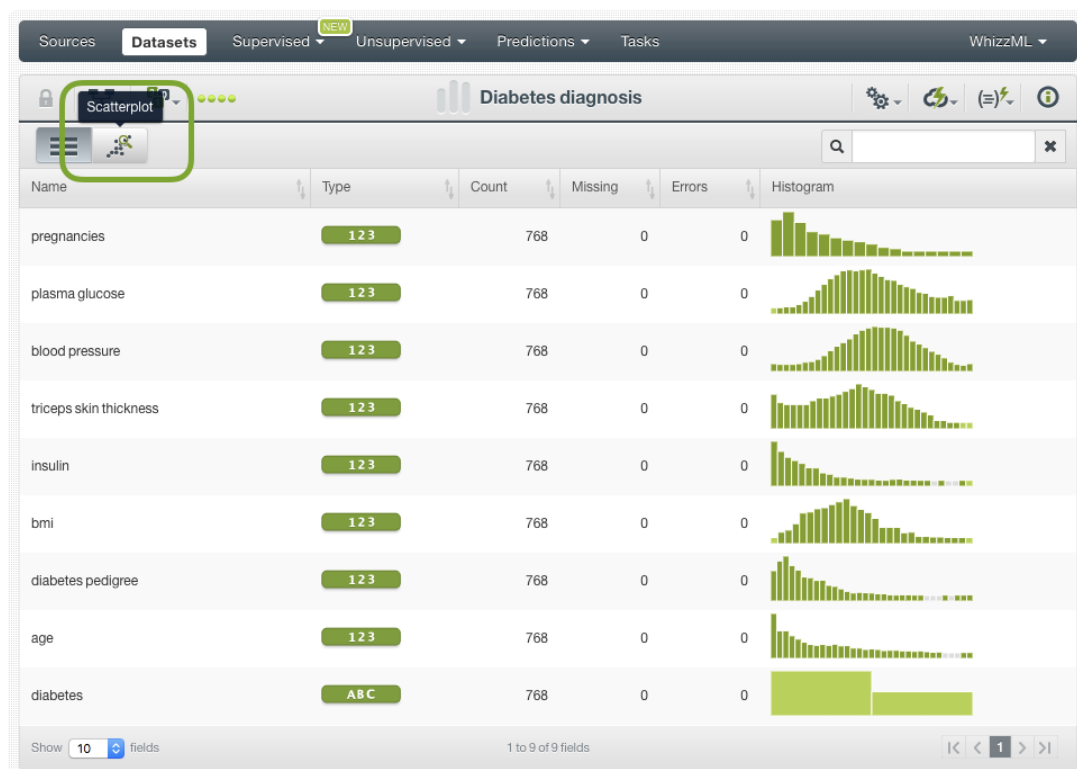 NEW
Sources Datasets Supervised Unsupervised Predictions Tasks WhizzML
Diabetes diagnosis
Scatterplot
Name Type Count Missing Errors Histogram
pregnancies 123 768 0 0
plasma glucose 123 768 0 0
blood pressure 123 768 0 0
triceps skin thickness 123 768 0 0
insulin 123 768 0 0
bmi 123 768 0 0
diabetes pedigree 123 768 0 0
age 123 768 0 0
diabetes ABC 768 0 0
Show 10 fields 1 to 9 of 9 fields 1